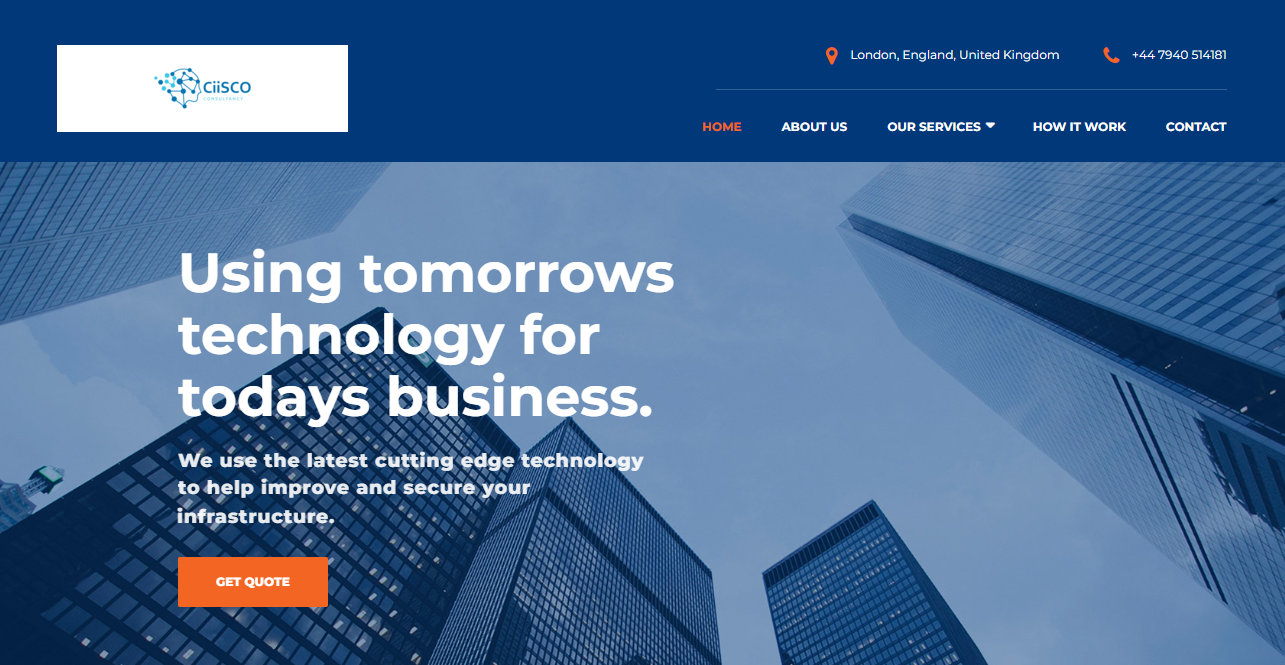 CiiSCO
CONSULTANCY
London, England, United Kingdom
+44 7940 514181
HOME
ABOUT US
OUR SERVICES
HOW IT WORK
CONTACT
Using tomorrows
technology for
todays business.
We use the latest cutting edge technology
to help improve and secure your
infrastructure.
GET QUOTE